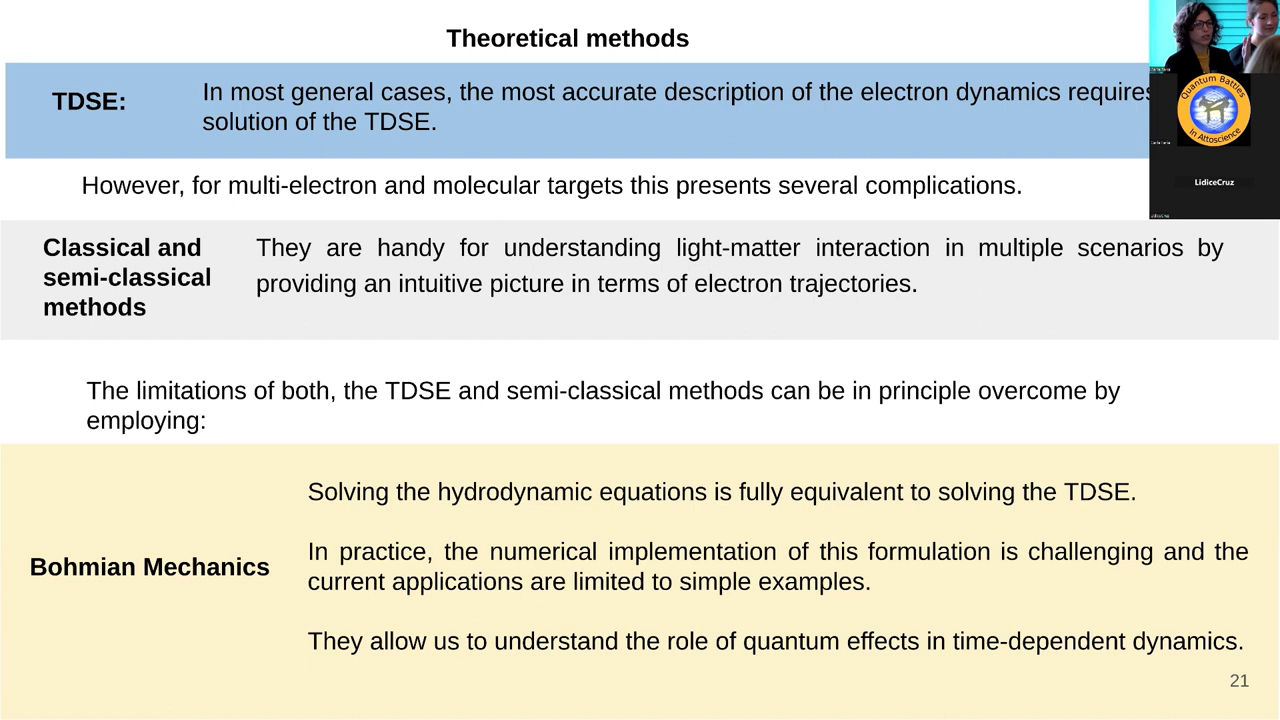 Theoretical methods
TDSE:
In most general cases, the most accurate description of the electron dynamics requires
solution of the TDSE.
However, for multi-electron and molecular targets this presents several complications.
Classical and
semi-classical
methods
They are handy for understanding light-matter interaction in multiple scenarios by
providing an intuitive picture in terms of electron trajectories.
The limitations of both, the TDSE and semi-classical methods can be in principle overcome by
employing:
Bohmian Mechanics
Solving the hydrodynamic equations is fully equivalent to solving the TDSE.
In practice, the numerical implementation of this formulation is challenging and the
current applications are limited to simple examples.
They allow us to understand the role of quantum effects in time-dependent dynamics.
21
Quantum Battles
In Attoscience
LidiceCruz